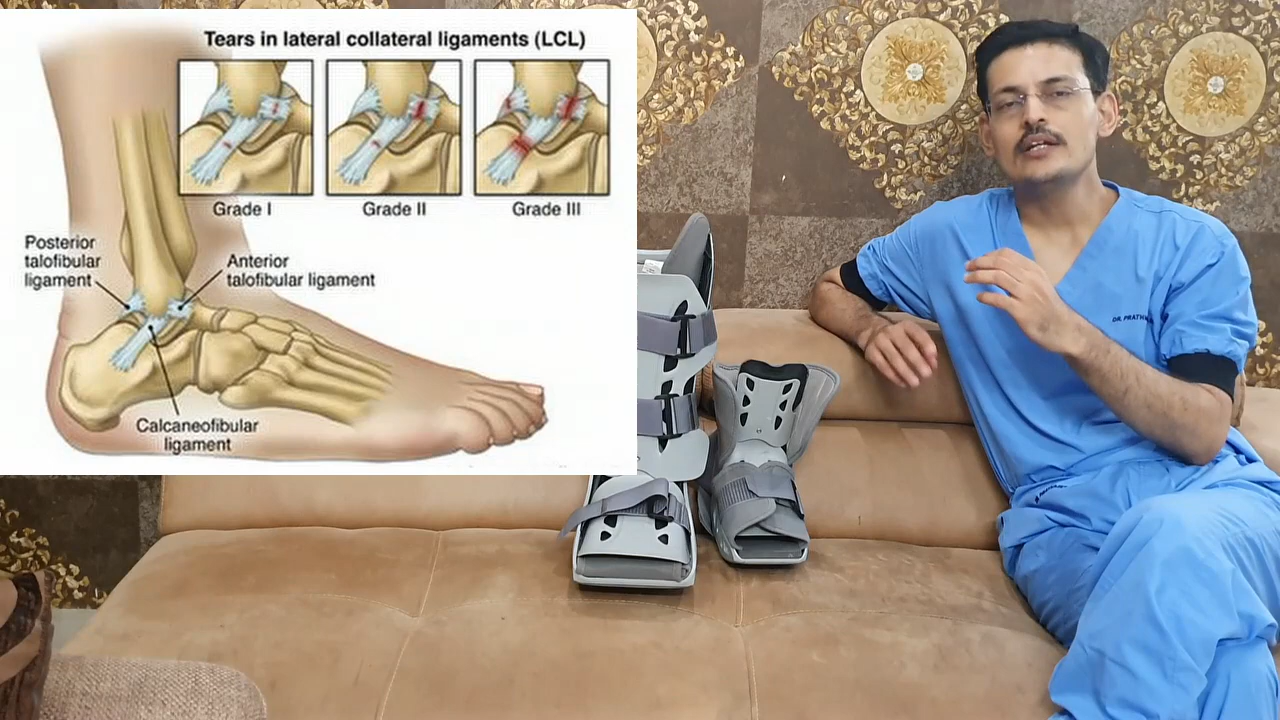 Tears in lateral collateral ligaments (LCL)
Grade I
Grade II
Grade III
Posterior
talofibular
ligament
Anterior
talofibular ligament
Calcaneofibular
ligament
DR.